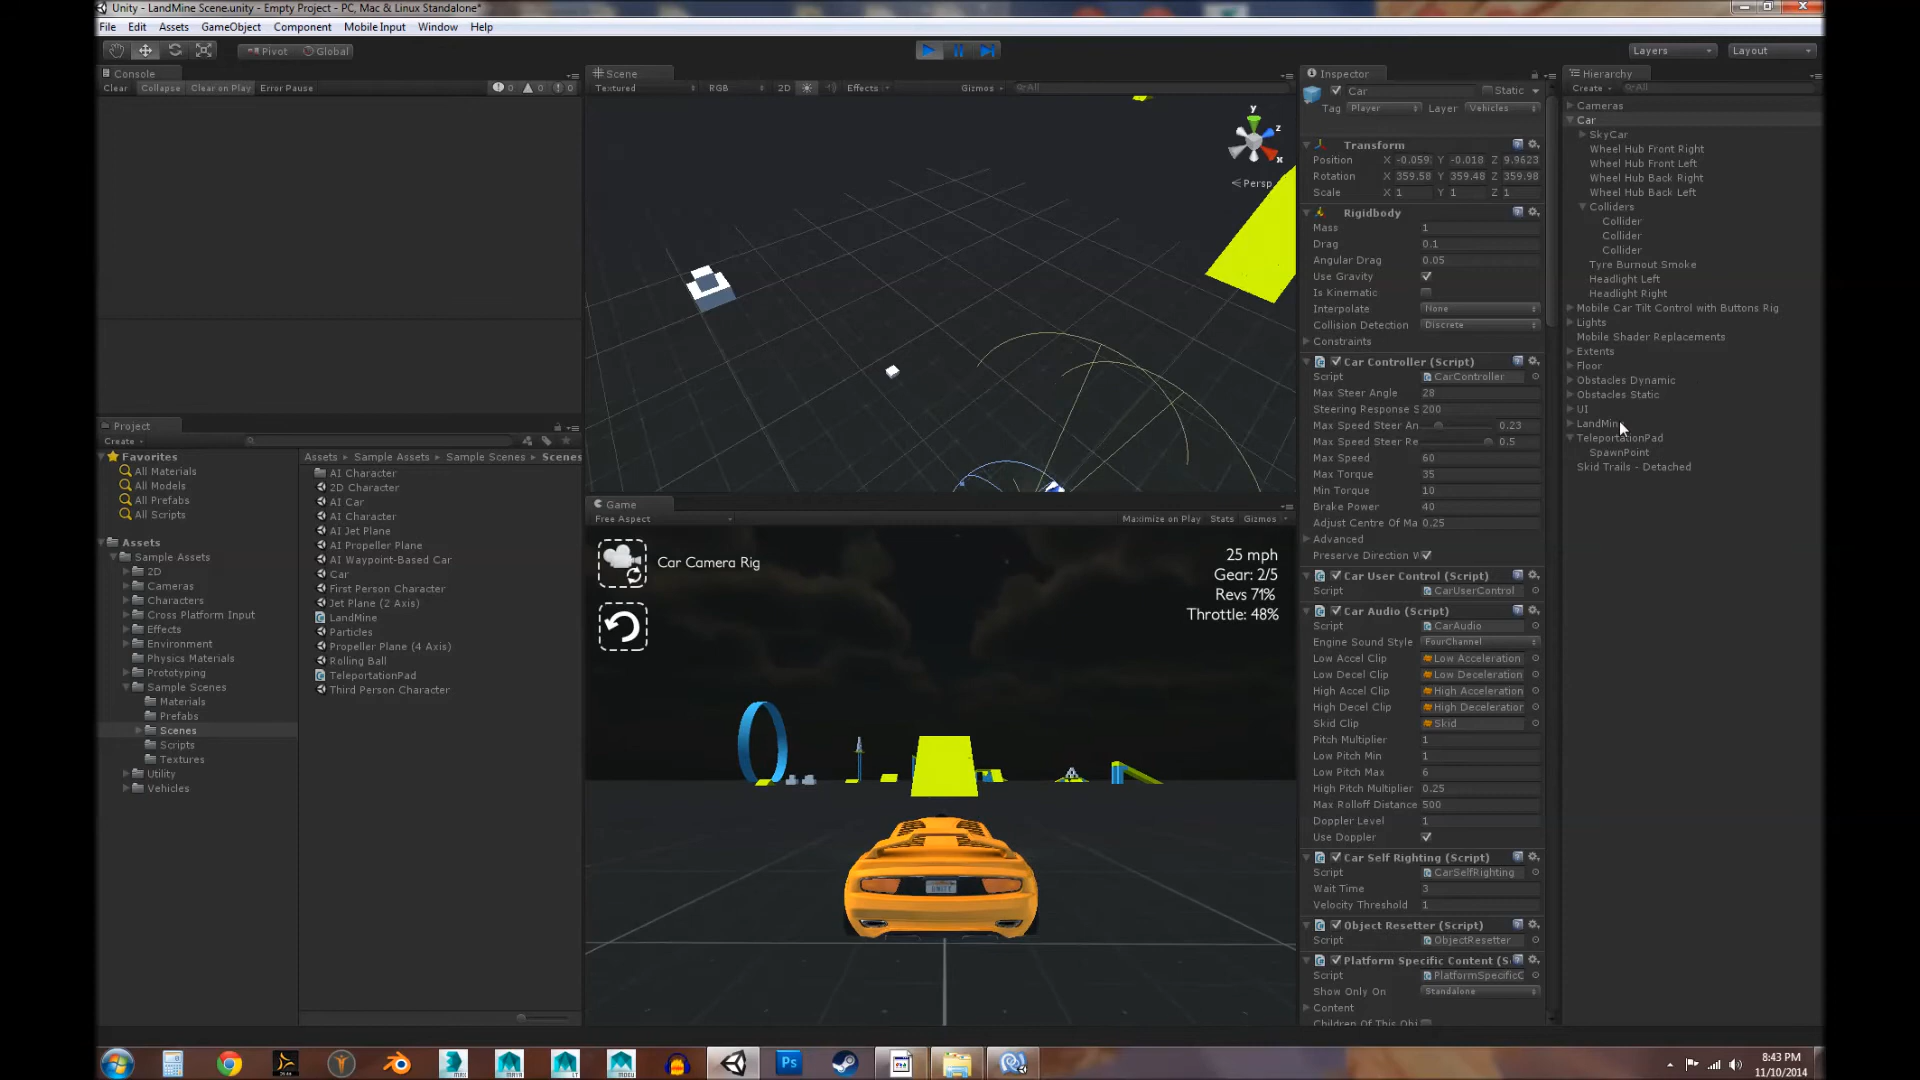 Unity - LandMine Scene.unity - Empty Project - PC, Mac & Linux Standalone*
File Edit Assets GameObject Component Mobile Input Window Help
Pivot Global
Layers Layout
Console
Clear Collapse Clear on Play Error Pause 0 0 0
Project
Create
Favorites
All Materials
All Models
All Prefabs
All Scripts
Assets
Sample Assets
2D
Cameras
Characters
Cross Platform Input
Effects
Environment
Physics Materials
Prototyping
Sample Scenes
Materials
Prefabs
Scenes
Scripts
Textures
Utility
Vehicles
Assets Sample Assets Sample Scenes Scenes
AI Character
2D Character
AI Car
AI Character
AI Jet Plane
AI Propeller Plane
AI Waypoint-Based Car
Car
First Person Character
Jet Plane (2 Axis)
LandMine
Particles
Propeller Plane (4 Axis)
Rolling Ball
TeleportationPad
Third Person Character
Scene
Textured RGB 2D Effects Gizmos All
y
z
x
Persp
Game
Free Aspect Maximize on Play Stats Gizmos
Car Camera Rig
25 mph
Gear: 2/5
Revs 71%
Throttle: 48%
UNITY
Inspector
Car Static
Tag Player Layer Vehicles
Transform
Position X -0.059 Y -0.018 Z 9.9623
Rotation X 359.58 Y 359.48 Z 359.98
Scale X 1 Y 1 Z 1
Rigidbody
Mass 1
Drag 0.1
Angular Drag 0.05
Use Gravity
Is Kinematic
Interpolate None
Collision Detection Discrete
Constraints
Car Controller (Script)
Script CarController
Max Steer Angle 28
Steering Response S 200
Max Speed Steer An 0.23
Max Speed Steer Re 0.5
Max Speed 60
Max Torque 35
Min Torque 10
Brake Power 40
Adjust Centre Of Ma 0.25
Advanced
Preserve Direction W
Car User Control (Script)
Script CarUserControl
Car Audio (Script)
Script CarAudio
Engine Sound Style FourChannel
Low Accel Clip Low Acceleration
Low Decel Clip Low Deceleration
High Accel Clip High Acceleration
High Decel Clip High Deceleration
Skid Clip Skid
Pitch Multiplier 1
Low Pitch Min 1
Low Pitch Max 6
High Pitch Multiplier 0.25
Max Rolloff Distance 500
Doppler Level 1
Use Doppler
Car Self Righting (Script)
Script CarSelfRighting
Wait Time 3
Velocity Threshold 1
Object Resetter (Script)
Script ObjectResetter
Platform Specific Content (S
Script PlatformSpecificC
Show Only On Standalone
Content
Children Of This Obj
Hierarchy
Create All
Cameras
Car
SkyCar
Wheel Hub Front Right
Wheel Hub Front Left
Wheel Hub Back Right
Wheel Hub Back Left
Colliders
Collider
Collider
Collider
Tyre Burnout Smoke
Headlight Left
Headlight Right
Mobile Car Tilt Control with Buttons Rig
Lights
Mobile Shader Replacements
Extents
Floor
Obstacles Dynamic
Obstacles Static
UI
LandMin
TeleportationPad
SpawnPoint
Skid Trails - Detached
Ps
8:43 PM
11/10/2014